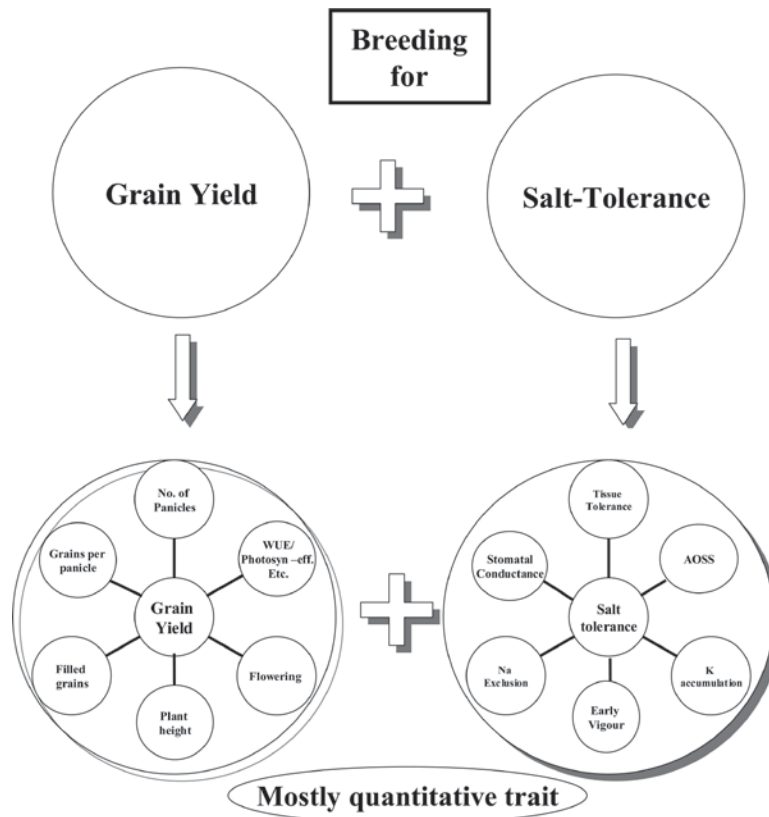 Breeding
for
Grain Yield
Salt-Tolerance
No. of
Panicles
Grains per
panicle
WUE/
Photosyn –eff.
Etc.
Grain
Yield
Filled
grains
Flowering
Plant
height
Tissue
Tolerance
Stomatal
Conductance
AOSS
Salt
tolerance
Na
Exclusion
K
accumulation
Early
Vigour
Mostly quantitative trait